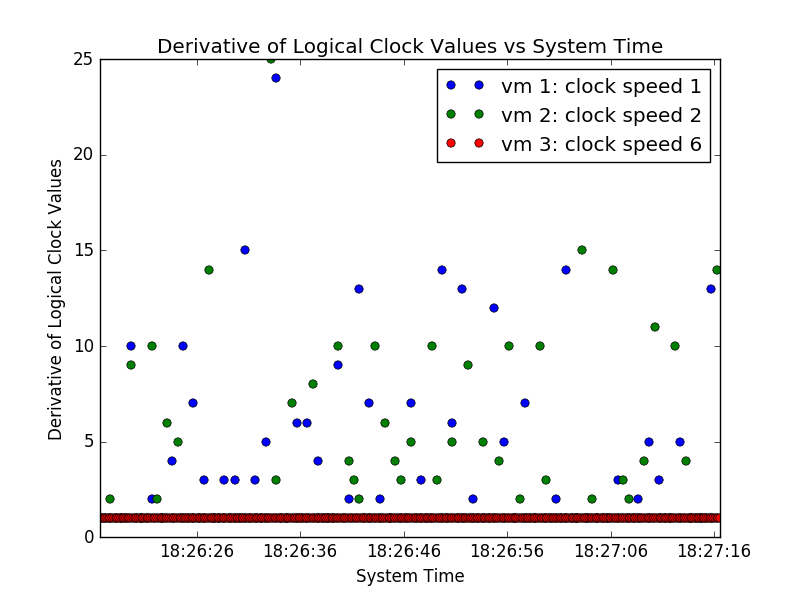 Derivative of Logical Clock Values vs System Time
25
20
15
10
5
0
Derivative of Logical Clock Values
vm 1: clock speed 1
vm 2: clock speed 2
vm 3: clock speed 6
18:26:26 18:26:36 18:26:46 18:26:56 18:27:06 18:27:16
System Time